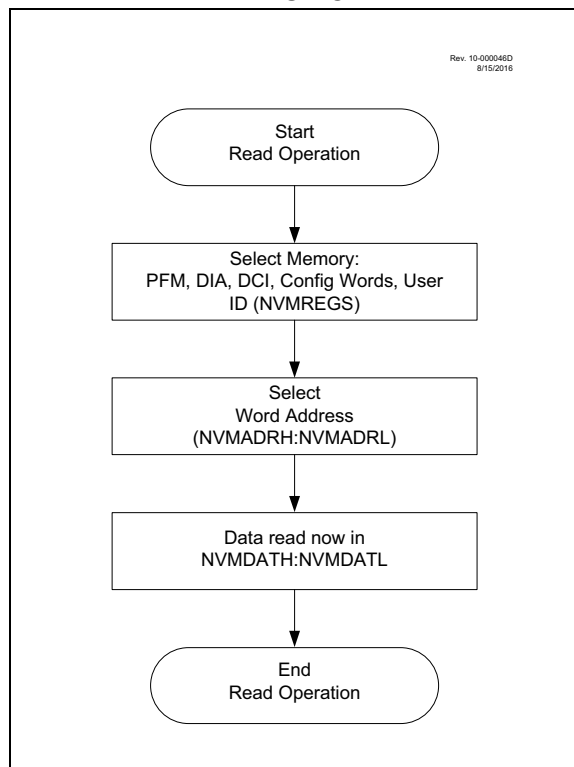 Rev. 10-000046D
8/15/2016
Start
Read Operation
Select Memory:
PFM, DIA, DCI, Config Words, User
ID (NVMREGS)
Select
Word Address
(NVMADRH:NVMADRL)
Data read now in
NVMDATH:NVMDATL
End
Read Operation